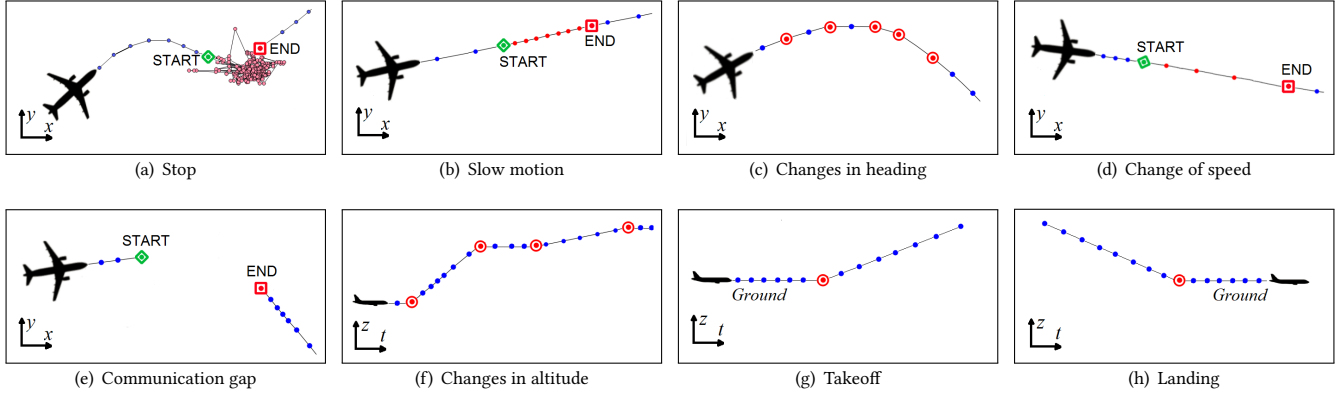 START
END
y
x
(a) Stop
START
END
y
x
(b) Slow motion
y
x
(c) Changes in heading
START
END
y
x
(d) Change of speed
START
END
y
x
(e) Communication gap
z
t
(f) Changes in altitude
Ground
z
t
(g) Takeoff
Ground
z
t
(h) Landing